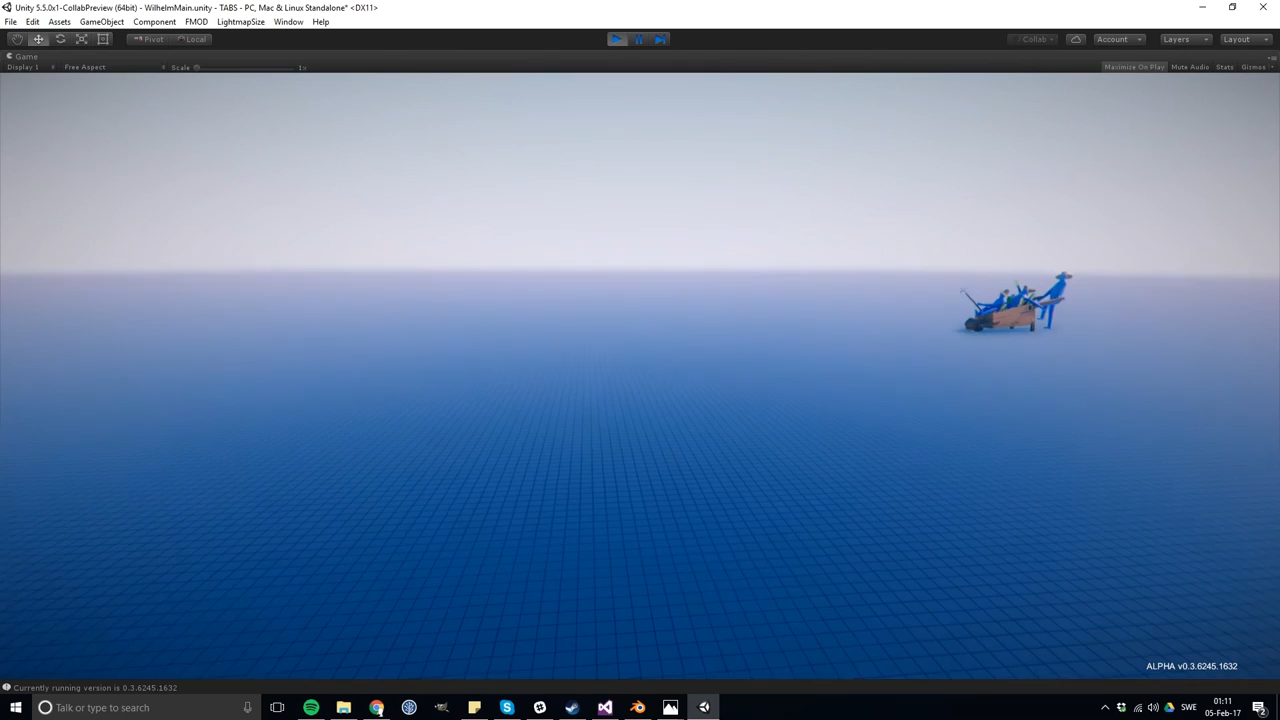 Unity 5.5.0x1-CollabPreview (64bit) - WilhelmMain.unity - TABS - PC, Mac & Linux Standalone* <DX11>
File Edit Assets GameObject Component FMOD LightmapSize Window Help
Pivot Local Collab Account Layers Layout
Game
Display 1 Free Aspect Scale 1x Maximize On Play Mute Audio Stats Gizmos
ALPHA v0.3.6245.1632
Currently running version is 0.3.6245.1632
Talk or type to search
SWE
01:11
05-Feb-17
2